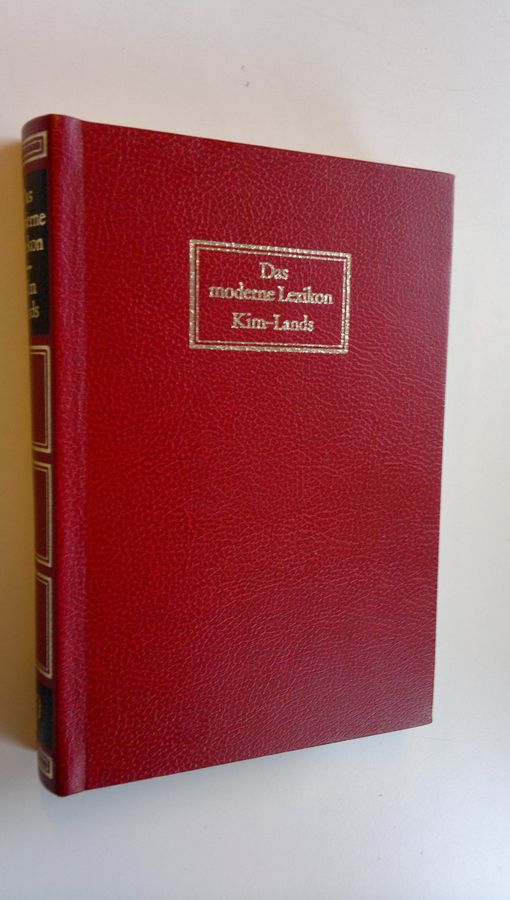 Das
moderne Lexikon
Kim-Lands